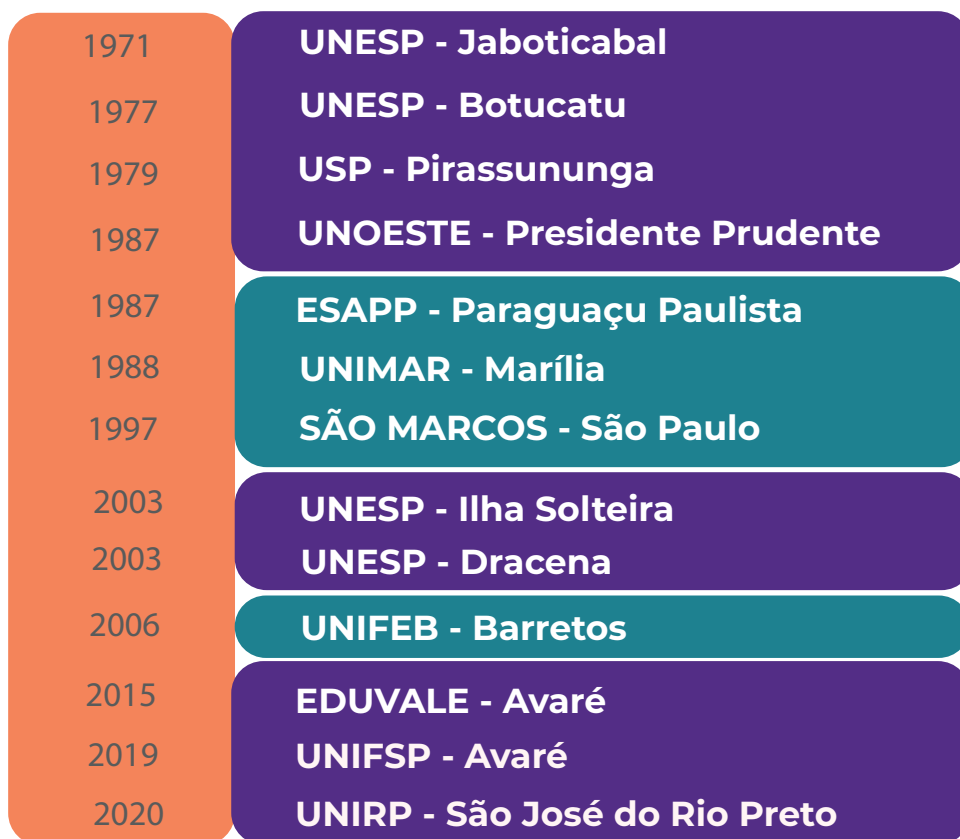 1971 UNESP - Jaboticabal
1977 UNESP - Botucatu
1979 USP - Pirassununga
1987 UNOESTE - Presidente Prudente
1987 ESAPP - Paraguaçu Paulista
1988 UNIMAR - Marília
1997 SÃO MARCOS - São Paulo
2003 UNESP - Ilha Solteira
2003 UNESP - Dracena
2006 UNIFEB - Barretos
2015 EDUVALE - Avaré
2019 UNIFSP - Avaré
2020 UNIRP - São José do Rio Preto